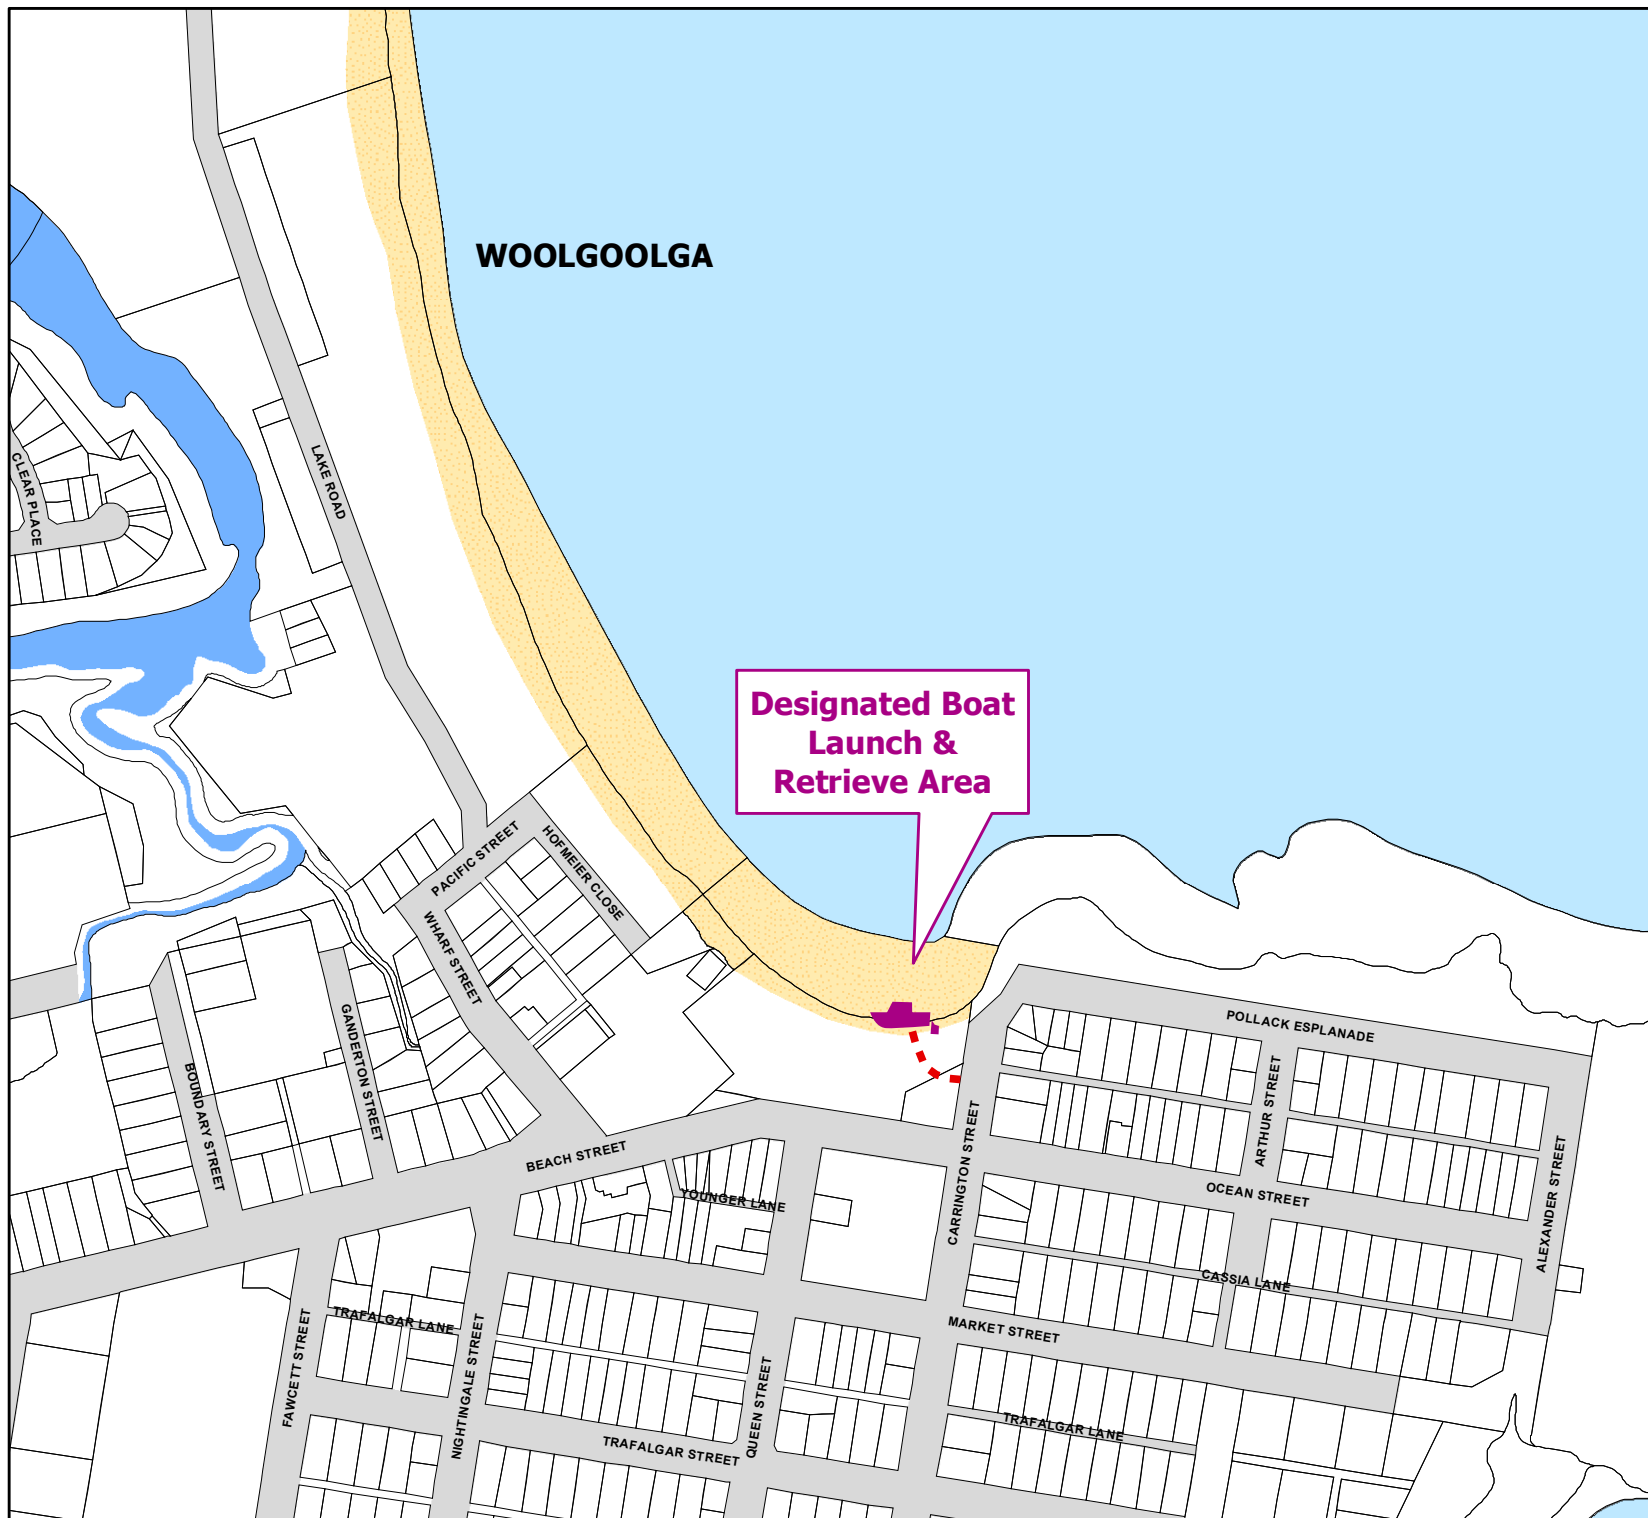 WOOLGOOLGA
CLEAR PLACE
LAKE ROAD
Designated Boat
Launch &
Retrieve Area
PACIFIC STREET
HOFMEIER CLOSE
WHARF STREET
GANDERTON STREET
BOUNDARY STREET
POLLACK ESPLANADE
ARTHUR STREET
BEACH STREET
YOUNGER LANE
CARRINGTON STREET
OCEAN STREET
ALEXANDER STREET
CASSIA LANE
TRAFALGAR LANE
FAWCETT STREET
NIGHTINGALE STREET
MARKET STREET
QUEEN STREET
TRAFALGAR LANE
TRAFALGAR STREET